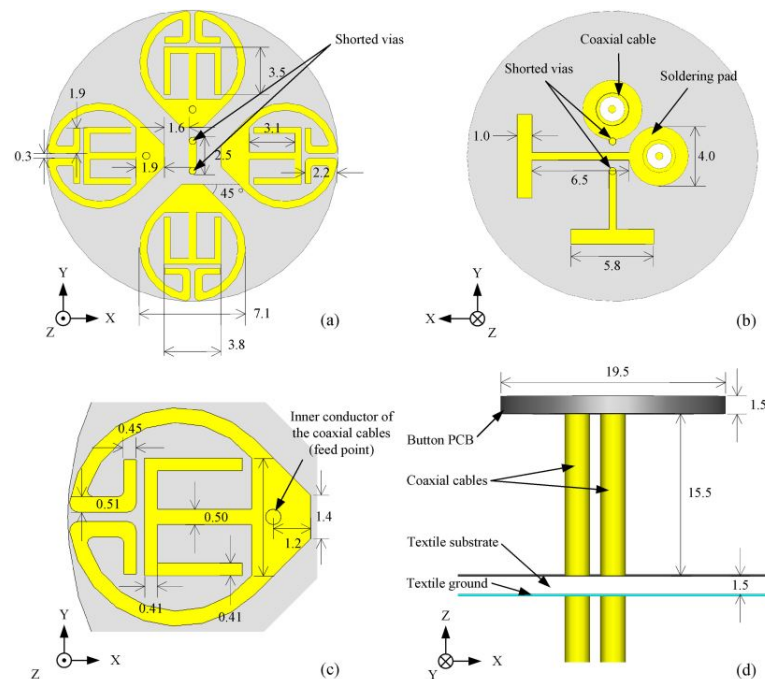 Shorted vias
3.5
1.9
1.6
3.1
0.3
1.9
2.5
2.2
45 °
7.1
3.8
Y
X
Z
(a)
Coaxial cable
Shorted vias
Soldering pad
1.0
4.0
6.5
5.8
Y
X
Z
(b)
Inner conductor of
the coaxial cables
(feed point)
0.45
0.51
0.50
1.4
1.2
0.41
0.41
Y
Z
X
(c)
19.5
1.5
Button PCB
Coaxial cables
15.5
Textile substrate
Textile ground
1.5
Z
Y
X
(d)